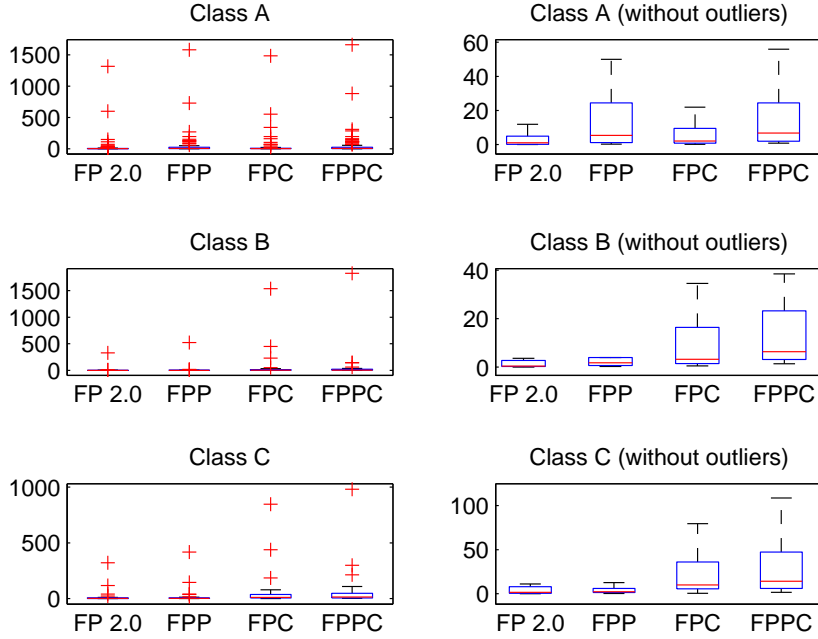 Class A
1500
1000
500
0
FP 2.0 FPP FPC FPPC
Class A (without outliers)
60
40
20
0
FP 2.0 FPP FPC FPPC
Class B
1500
1000
500
0
FP 2.0 FPP FPC FPPC
Class B (without outliers)
40
20
0
FP 2.0 FPP FPC FPPC
Class C
1000
500
0
FP 2.0 FPP FPC FPPC
Class C (without outliers)
100
50
0
FP 2.0 FPP FPC FPPC